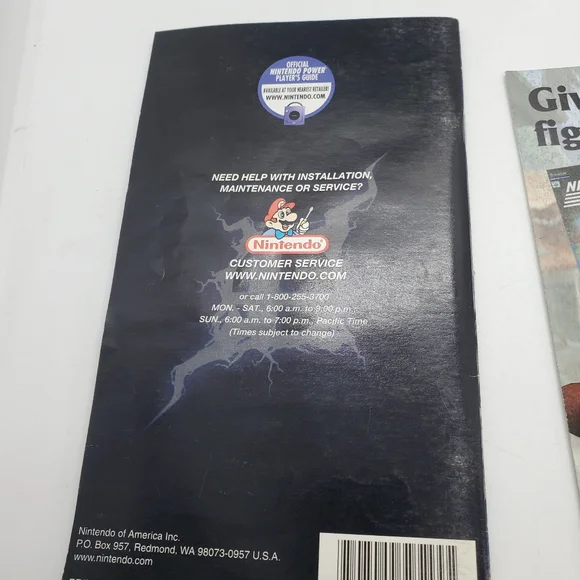 OFFICIAL
NINTENDO POWER
PLAYER'S GUIDE
AVAILABLE AT YOUR NEAREST RETAILER!
WWW.NINTENDO.COM
NEED HELP WITH INSTALLATION,
MAINTENANCE OR SERVICE?
Nintendo®
CUSTOMER SERVICE
WWW.NINTENDO.COM
or call 1-800-255-3700
MON. - SAT., 6:00 a.m. to 9:00 p.m.;
SUN., 6:00 a.m. to 7:00 p.m., Pacific Time
(Times subject to change)
Nintendo of America Inc.
P.O. Box 957, Redmond, WA 98073-0957 U.S.A.
www.nintendo.com
Giv
fig